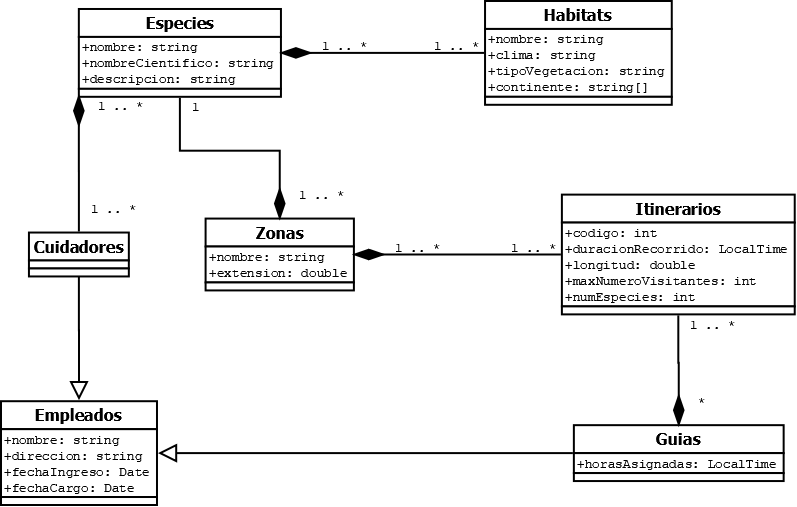 Especies
+nombre: string
+nombreCientifico: string
+descripcion: string
1 .. *
1 .. *
Habitats
+nombre: string
+clima: string
+tipoVegetacion: string
+continente: string[]
1 .. *
1
1 .. *
1 .. *
Cuidadores
Zonas
+nombre: string
+extension: double
1 .. *
1 .. *
Itinerarios
+codigo: int
+duracionRecorrido: LocalTime
+longitud: double
+maxNumeroVisitantes: int
+numEspecies: int
1 .. *
*
Empleados
+nombre: string
+direccion: string
+fechaIngreso: Date
+fechaCargo: Date
Guias
+horasAsignadas: LocalTime